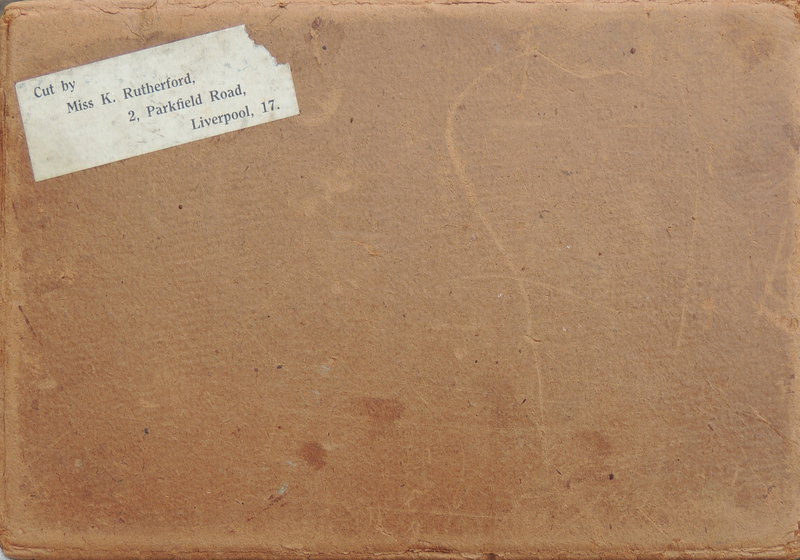 Cut by
Miss K. Rutherford,
2, Parkfield Road,
Liverpool, 17.